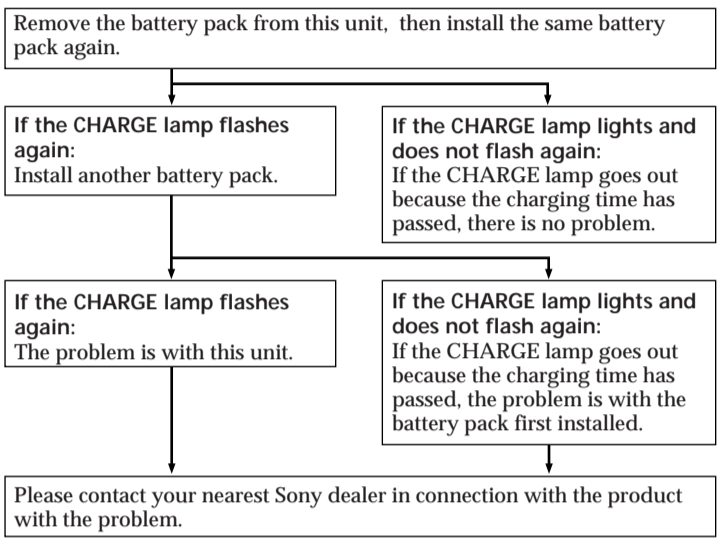 Remove the battery pack from this unit,  then install the same battery
pack again.
If the CHARGE lamp flashes
again:
Install another battery pack.
If the CHARGE lamp lights and
does not flash again:
If the CHARGE lamp goes out
because the charging time has
passed, there is no problem.
If the CHARGE lamp flashes
again:
The problem is with this unit.
If the CHARGE lamp lights and
does not flash again:
If the CHARGE lamp goes out
because the charging time has
passed, the problem is with the
battery pack first installed.
Please contact your nearest Sony dealer in connection with the product
with the problem.